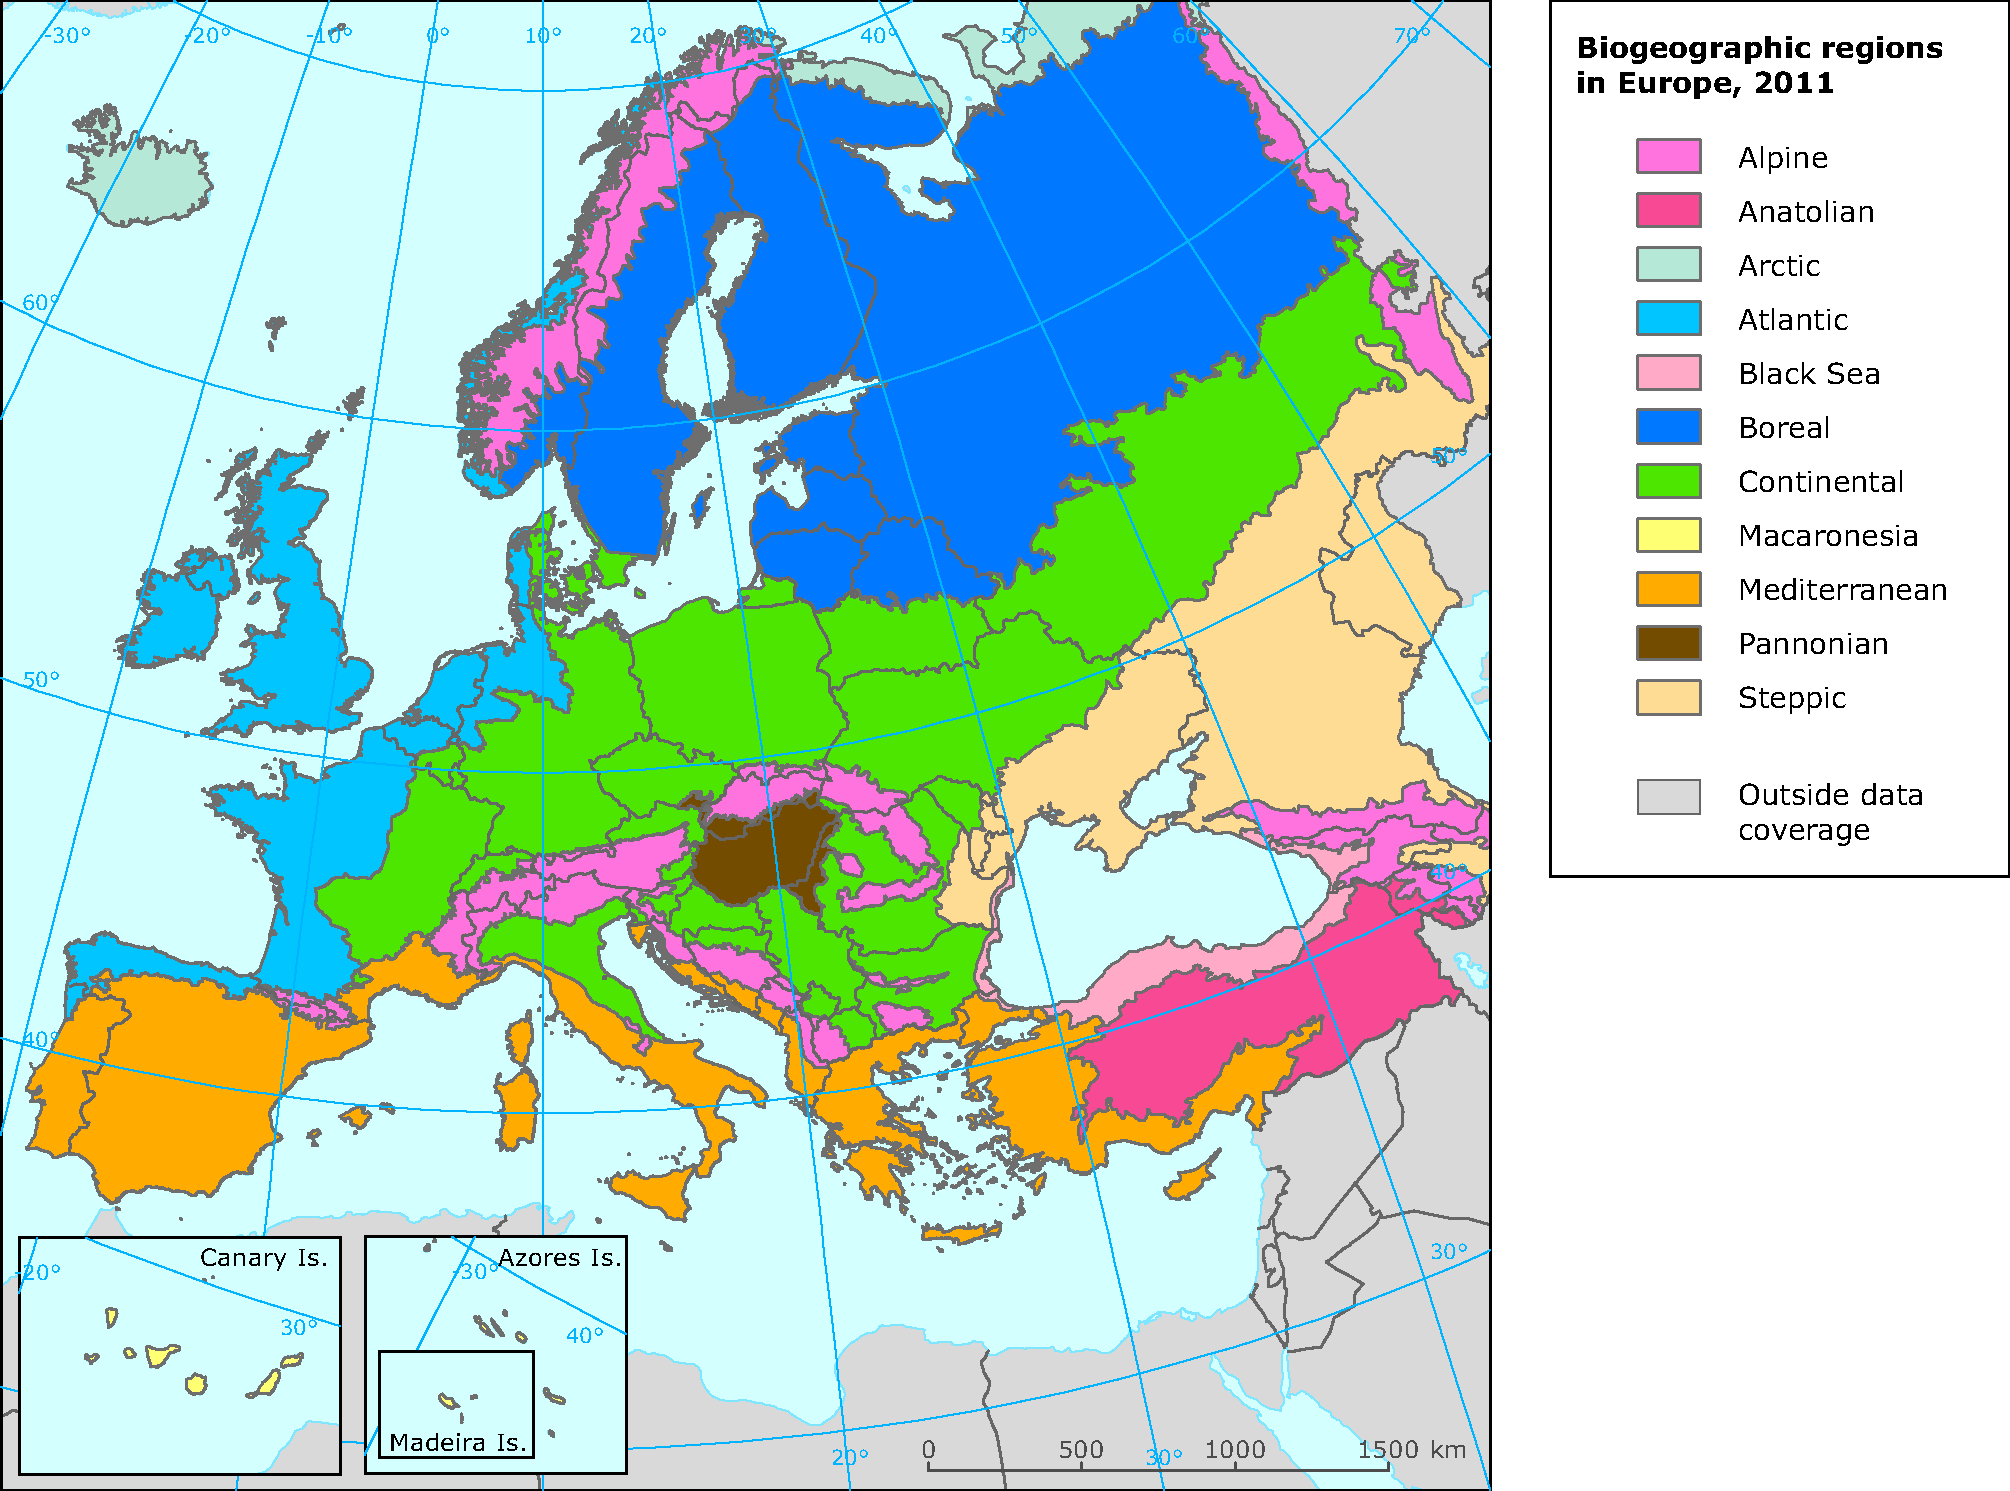 -30°
-20°
-10°
0°
10°
20°
30°
40°
50°
60°
70°
60°
50°
50°
40°
40°
30°
Canary Is.
-20°
30°
Azores Is.
-30°
40°
Madeira Is.
20°
30°
0
500
1000
1500 km
Biogeographic regions
in Europe, 2011
Alpine
Anatolian
Arctic
Atlantic
Black Sea
Boreal
Continental
Macaronesia
Mediterranean
Pannonian
Steppic
Outside data
coverage